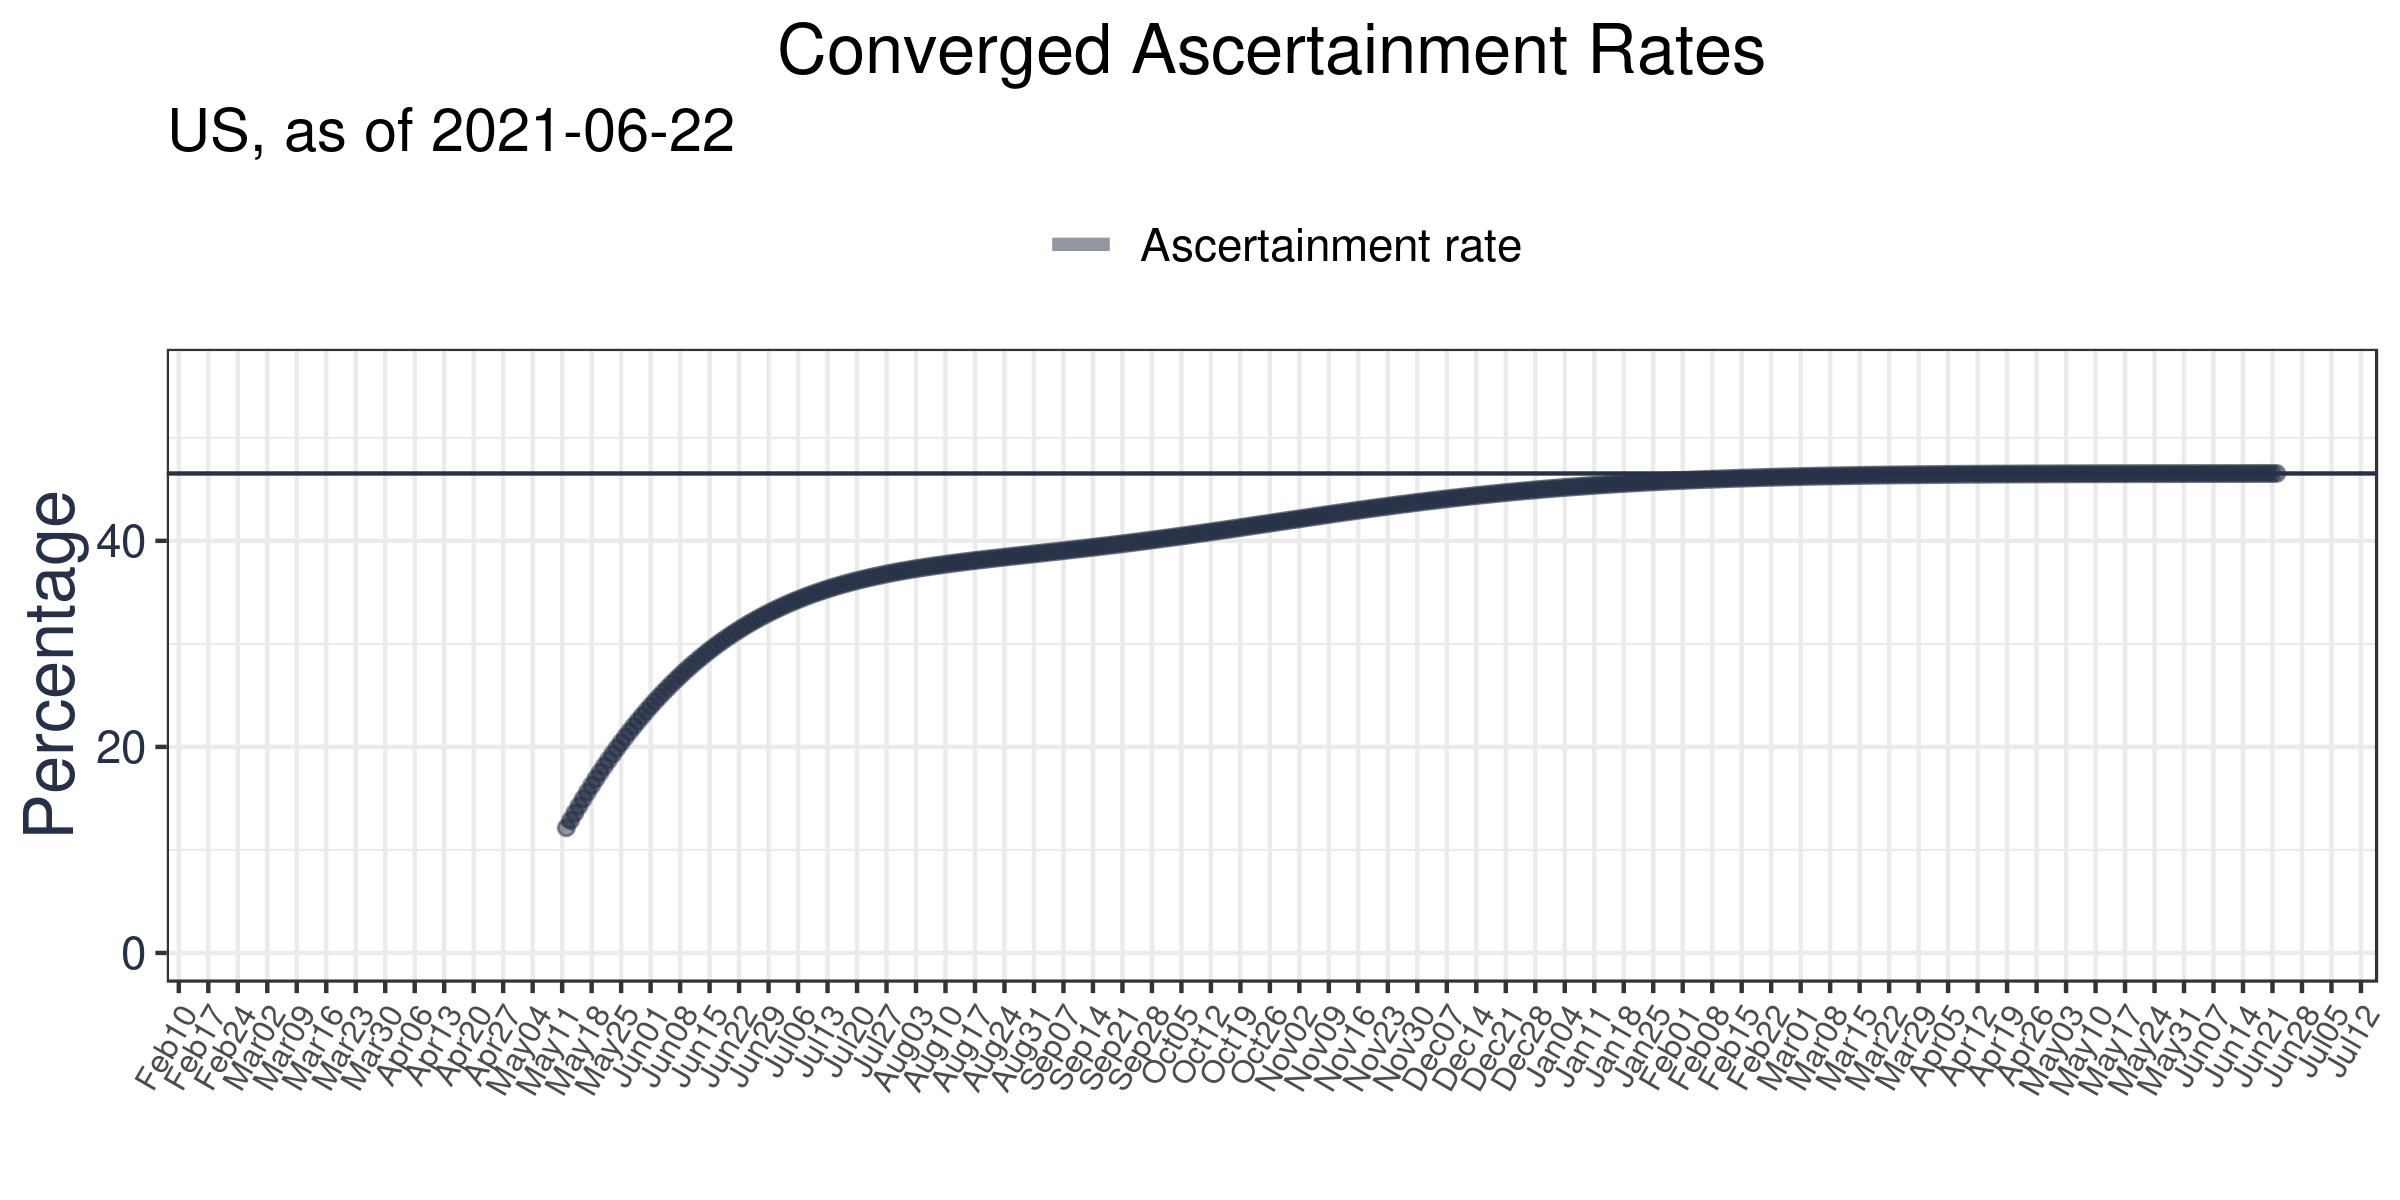 Converged Ascertainment Rates
US, as of 2021-06-22
Ascertainment rate
Percentage
40
20
0
Feb10
Feb17
Feb24
Mar02
Mar09
Mar16
Mar23
Mar30
Apr06
Apr13
Apr20
Apr27
May04
May11
May18
May25
Jun01
Jun08
Jun15
Jun22
Jun29
Jul06
Jul13
Jul20
Jul27
Aug03
Aug10
Aug17
Aug24
Aug31
Sep07
Sep14
Sep21
Sep28
Oct05
Oct12
Oct19
Oct26
Nov02
Nov09
Nov16
Nov23
Nov30
Dec07
Dec14
Dec21
Dec28
Jan04
Jan11
Jan18
Jan25
Feb01
Feb08
Feb15
Feb22
Mar01
Mar08
Mar15
Mar22
Mar29
Apr05
Apr12
Apr19
Apr26
May03
May10
May17
May24
May31
Jun07
Jun14
Jun21
Jun28
Jul05
Jul12